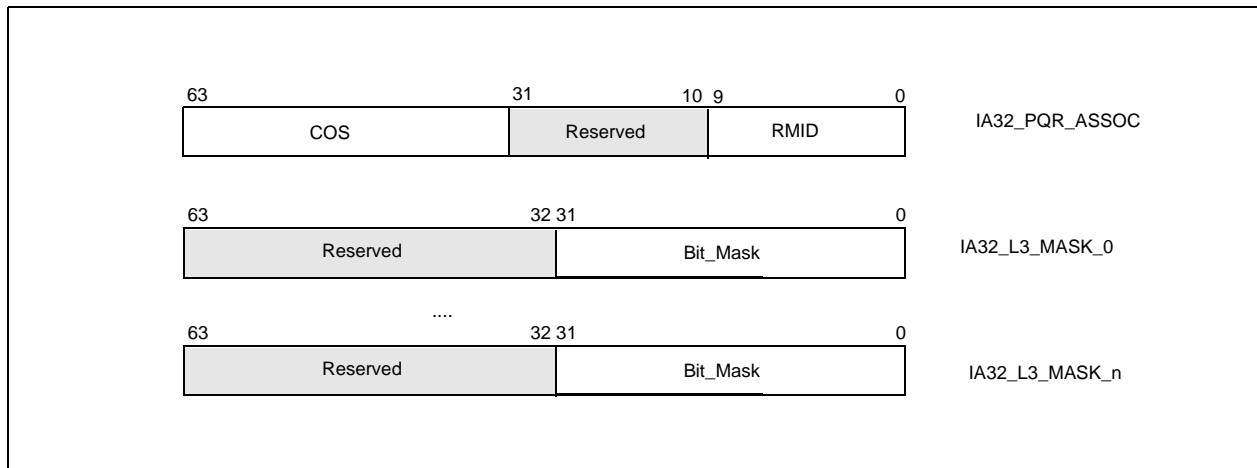 63 31 10 9 0
COS Reserved RMID IA32_PQR_ASSOC
63 32 31 0
Reserved Bit_Mask IA32_L3_MASK_0
....
63 32 31 0
Reserved Bit_Mask IA32_L3_MASK_n